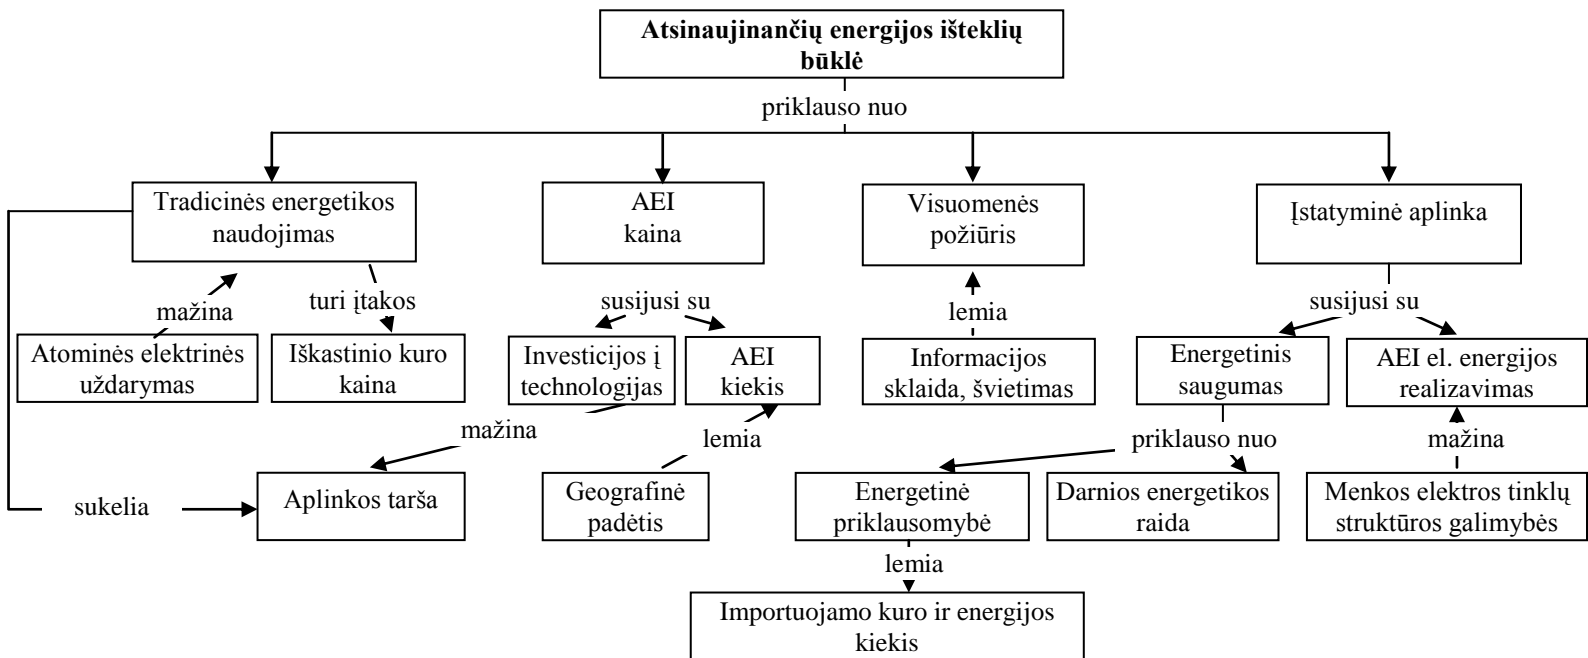 Atsinaujinančių energijos išteklių
būklė
priklauso nuo
Tradicinės energetikos
naudojimas
AEI
kaina
Visuomenės
požiūris
Įstatyminė aplinka
mažina
turi įtakos
susijusi su
lemia
susijusi su
Atominės elektrinės
uždarymas
Iškastinio kuro
kaina
Investicijos į
technologijas
AEI
kiekis
Informacijos
sklaida, švietimas
Energetinis
saugumas
AEI el. energijos
realizavimas
mažina
lemia
priklauso nuo
mažina
sukelia
Aplinkos tarša
Geografinė
padėtis
Energetinė
priklausomybė
Darnios energetikos
raida
Menkos elektros tinklų
struktūros galimybės
lemia
Importuojamo kuro ir energijos
kiekis